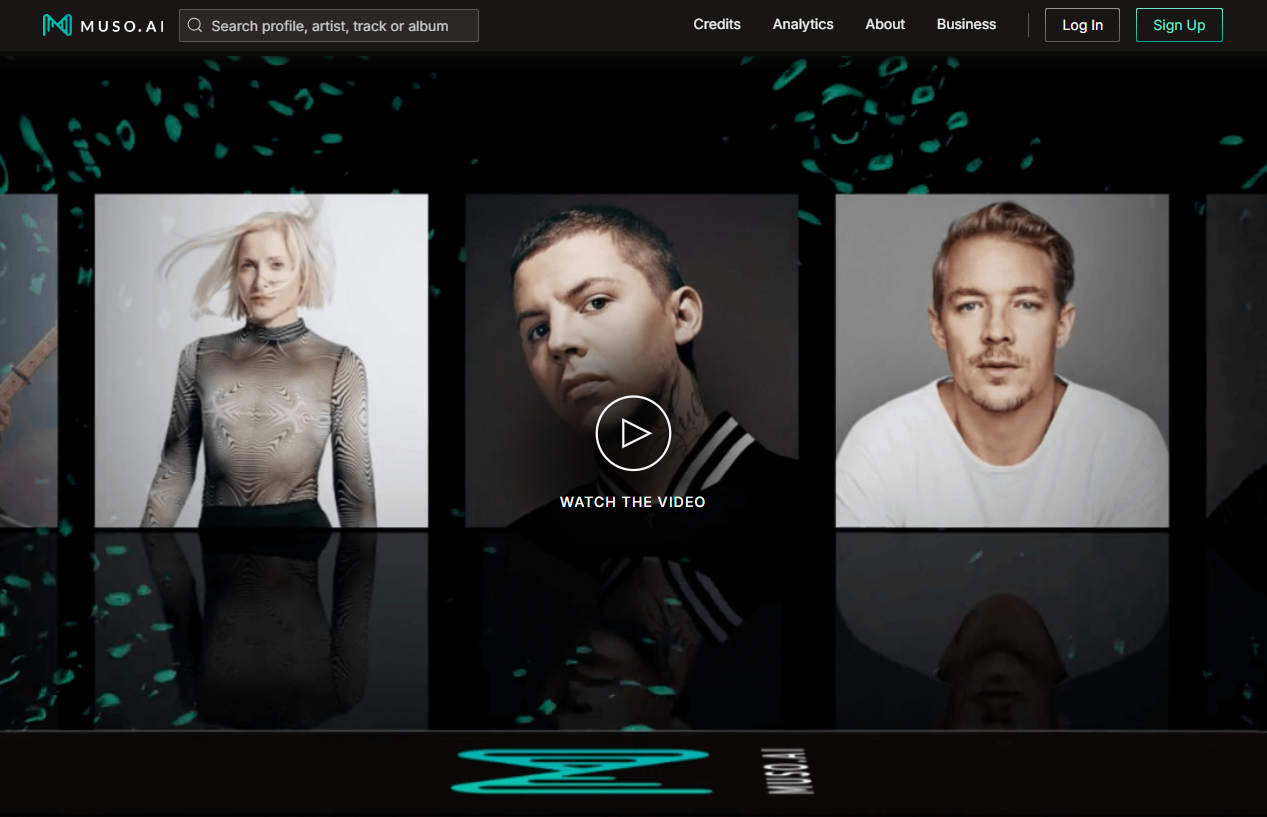 MUSO.AI
Search profile, artist, track or album
Credits
Analytics
About
Business
Log In
Sign Up
WATCH THE VIDEO
MUSO.AI